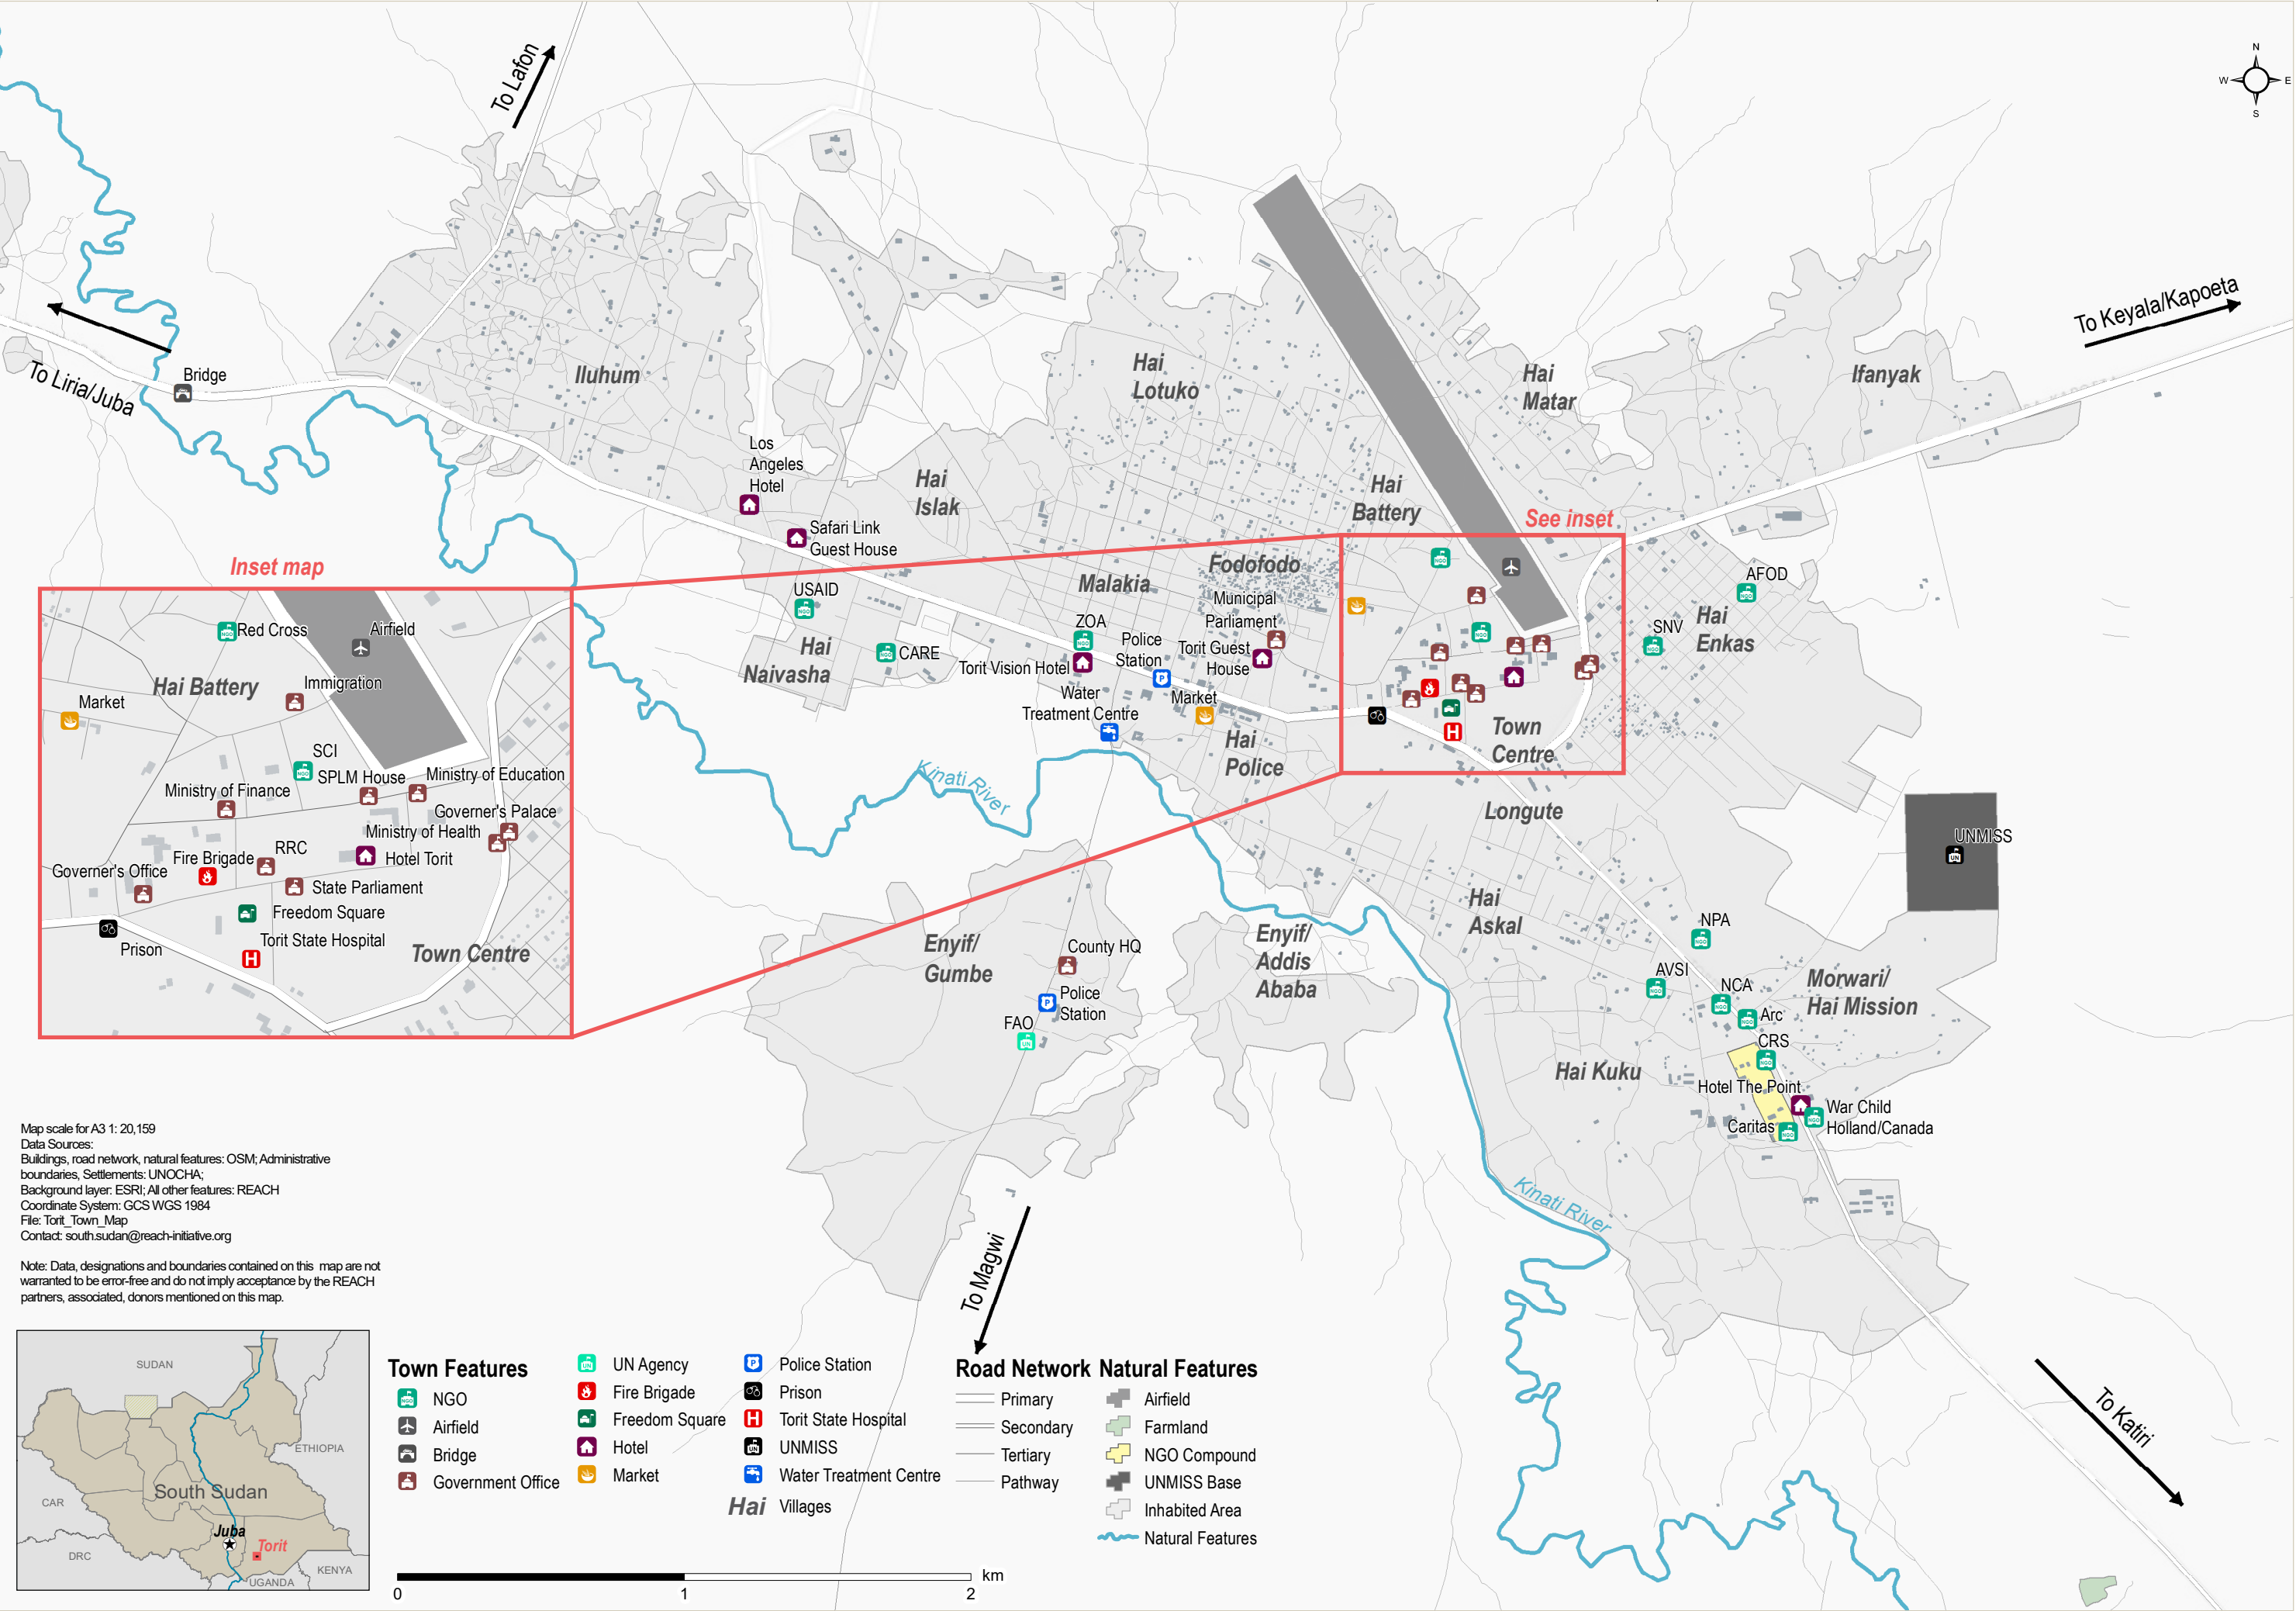 N
W
E
S
To Lafon
To Keyala/Kapoeta
To Liria/Juba
Bridge
Iluhum
Hai
Lotuko
Hai
Matar
Ifanyak
Los
Angeles
Hotel
Hai
Islak
Hai
Battery
See inset
Safari Link
Guest House
Inset map
Malakia
Fodofodo
USAID
Municipal
Parliament
AFOD
ZOA
Police
Station
Torit Guest
House
SNV
Hai
Enkas
Hai
Naivasha
CARE
Torit Vision Hotel
Water
Treatment Centre
Market
Hai
Police
Town
Centre
Kinati River
Longute
UNMISS
Red Cross
Airfield
Hai Battery
Immigration
Market
SCI
SPLM House
Ministry of Education
Ministry of Finance
Governer's Palace
Ministry of Health
RRC
Fire Brigade
Hotel Torit
Governer's Office
State Parliament
Freedom Square
Torit State Hospital
Prison
Town Centre
Hai
Askal
NPA
Enyif/
Gumbe
County HQ
Enyif/
Addis
Ababa
Police
Station
FAO
AVSI
NCA
Morwari/
Hai Mission
Arc
CRS
Hai Kuku
Hotel The Point
War Child
Holland/Canada
Caritas
Kinati River
To Magwi
To Katiri
Map scale for A3 1: 20,159
Data Sources:
Buildings, road network, natural features: OSM; Administrative
boundaries, Settlements: UNOCHA;
Background layer: ESRI; All other features: REACH
Coordinate System: GCS WGS 1984
File: Torit_Town_Map
Contact: south.sudan@reach-initiative.org
Note: Data, designations and boundaries contained on this map are not
warranted to be error-free and do not imply acceptance by the REACH
partners, associated, donors mentioned on this map.
SUDAN
ETHIOPIA
South Sudan
CAR
Juba
Torit
DRC
KENYA
UGANDA
Town Features
NGO
Airfield
Bridge
Government Office
UN Agency
Fire Brigade
Freedom Square
Hotel
Market
Police Station
Prison
Torit State Hospital
UNMISS
Water Treatment Centre
Hai Villages
Road Network
Primary
Secondary
Tertiary
Pathway
Natural Features
Airfield
Farmland
NGO Compound
UNMISS Base
Inhabited Area
Natural Features
0
1
2
km